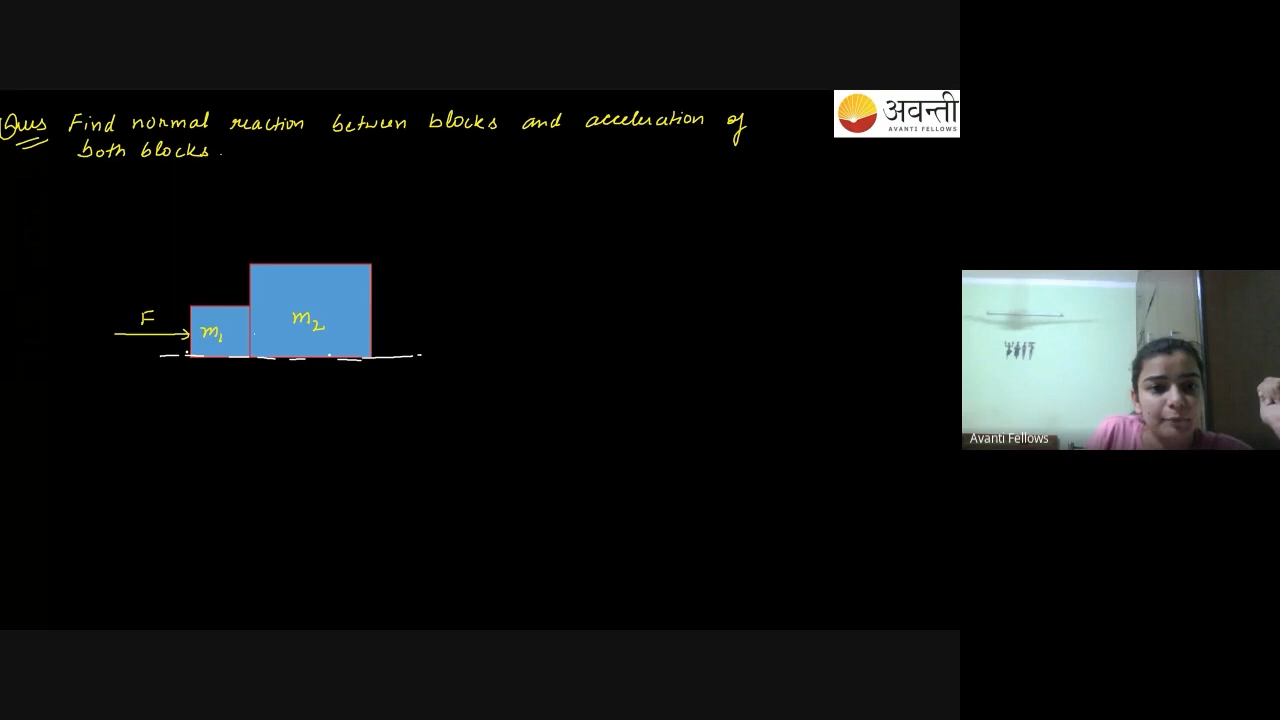 Ques Find normal reaction between blocks and acceleration of
both blocks.
अवन्ती
AVANTI FELLOWS
F
m₁
m₂
Avanti Fellows